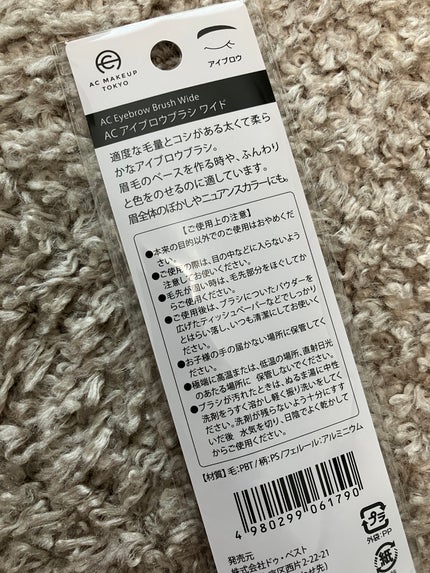 AC MAKEUP
TOKYO
アイブロウ
AC Eyebrow Brush Wide
AC アイブロウブラシ ワイド
適度な毛量とコシがある太くて柔ら
かなアイブロウブラシ。
眉毛のベースを作る時や、ふんわり
と色をのせるのに適しています。
眉全体のぼかしやニュアンスカラーにも。
【ご使用上の注意】
●本来の目的以外でのご使用はおやめくだ
さい。
●ご使用の際は、目の中などに入らないよう
注意してお使いください。
●毛先が固い時は、毛先部分をほぐしてか
らご使用ください。
●ご使用後は、ブラシについたパウダーを
広げたティッシュペーパーなどでしっかり
とはらい落し、いつも清潔にしてお使いく
ださい。
●お子様の手の届かない場所に保管してく
ださい。
●極端に高温または、低温の場所、直射日光
のあたる場所に 保管しないでください。
●ブラシが汚れたときは、ぬるま湯に中性
洗剤をうすく溶かし軽く振り洗いをしてく
ださい。洗剤が残らないよう十分にすす
いだ後 水気を切り、日陰でよく乾かして
からご使用ください。
【材質】毛:PBT/柄:PS/フェルール:アルミニウム
4 980299 061790
プラ
外袋:PP
紙
発売元
株式会社ドゥ・ベスト
区西片2-22-21
せ先)